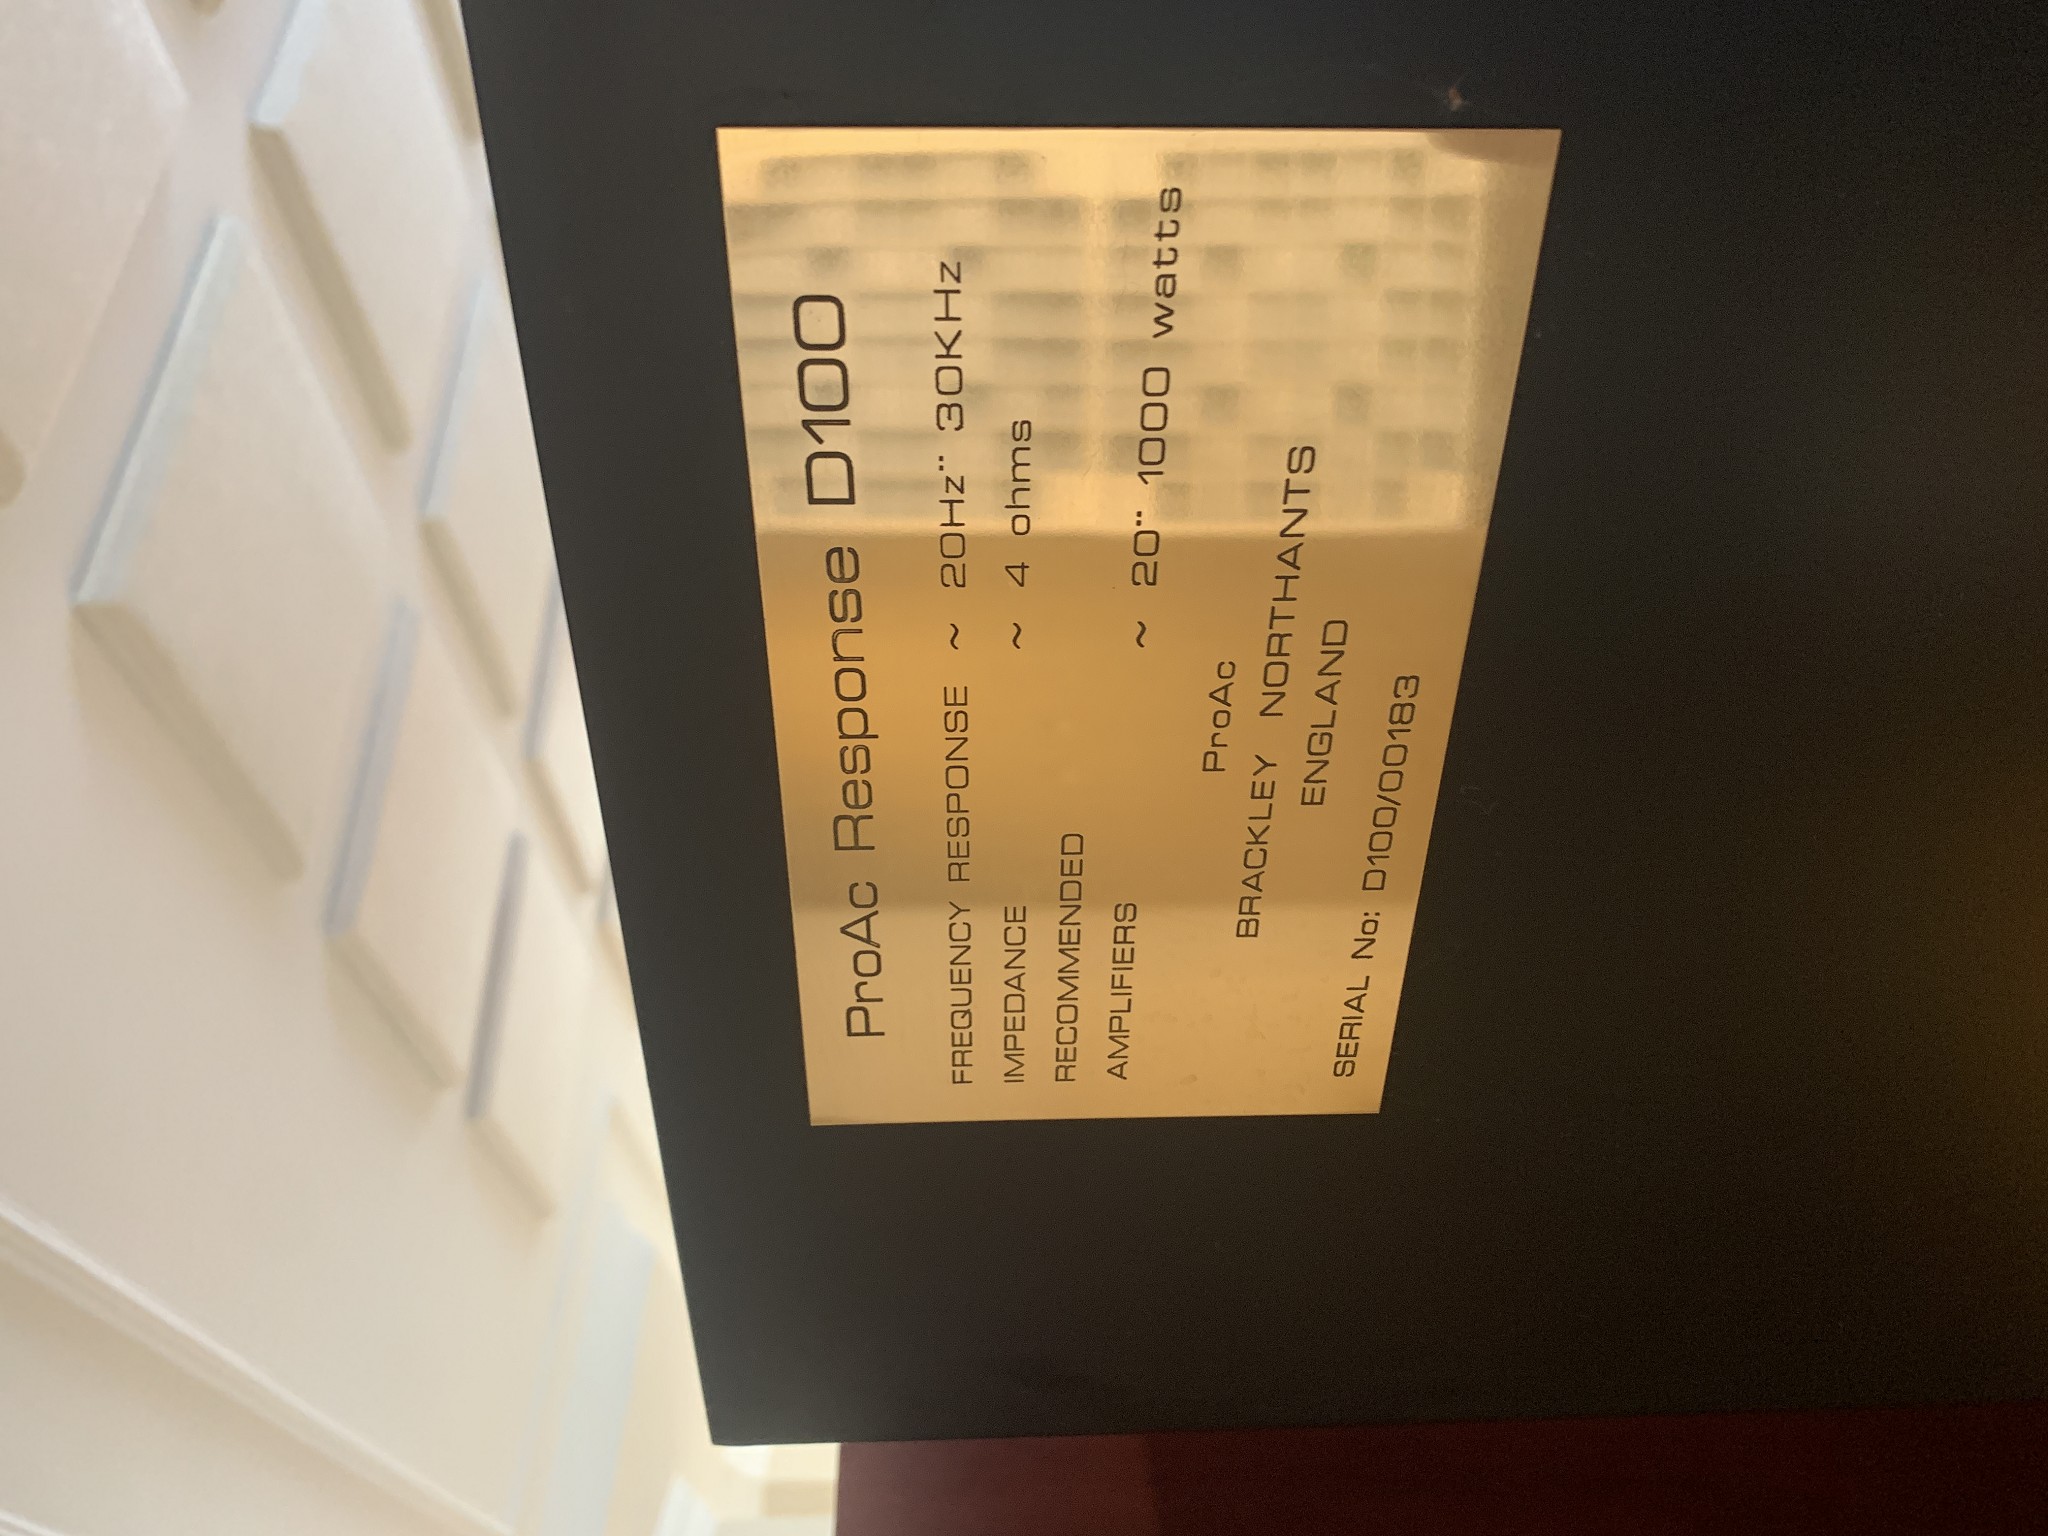 ProAc Response D100
FREQUENCY RESPONSE ~ 20Hz¨ 30KHz
IMPEDANCE ~ 4 ohms
RECOMMENDED
AMPLIFIERS ~ 20¨ 1000 watts
ProAc
BRACKLEY NORTHANTS
ENGLAND
SERIAL No: D100/00183